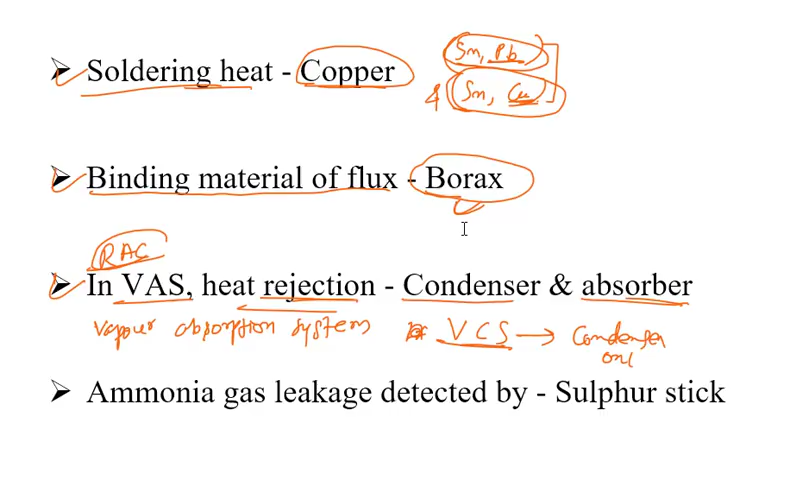 Sn, Pb
➤ Soldering heat - Copper
& Sn, Cu
➤ Binding material of flux - Borax
RAC
➤ In VAS, heat rejection - Condenser & absorber
Vapour absorption system VCS → Condenser
onl
➤ Ammonia gas leakage detected by - Sulphur stick